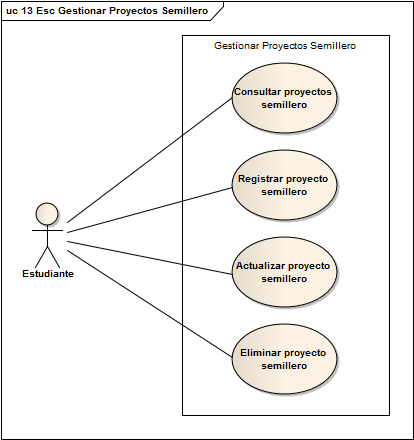 uc 13 Esc Gestionar Proyectos Semillero
Gestionar Proyectos Semillero
Consultar proyectos
semillero
Registrar proyecto
semillero
Estudiante
Actualizar proyecto
semillero
Eliminar proyecto
semillero